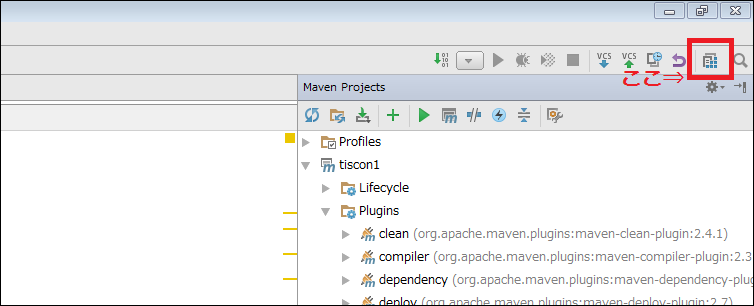 VCS VCS
ここ⇒
Maven Projects
Profiles
tiscon1
Lifecycle
Plugins
clean (org.apache.maven.plugins:maven-clean-plugin:2.4.1)
compiler (org.apache.maven.plugins:maven-compiler-plugin:2.3
dependency (org.apache.maven.plugins:maven-dependency-plu
deploy (org.apache.maven.plugins:maven-deploy-plugin:2.7)